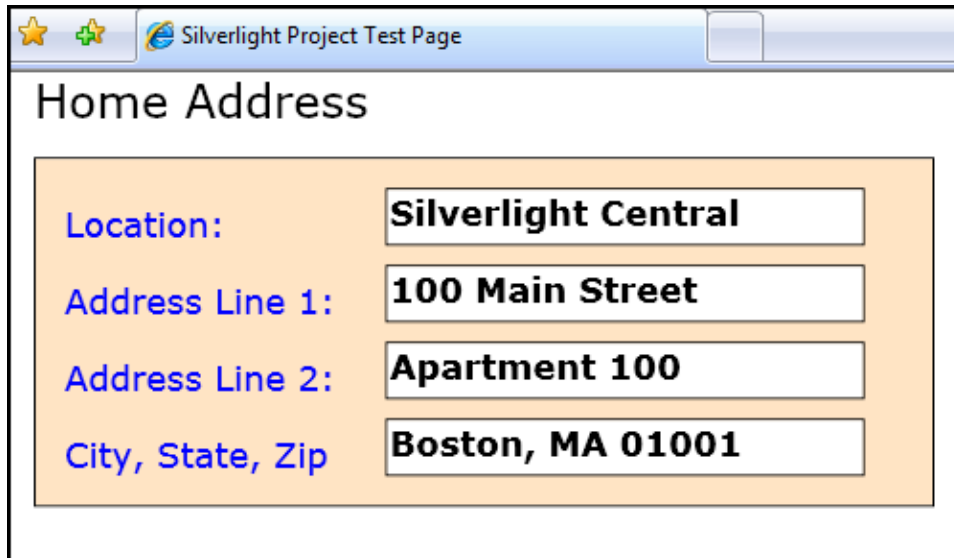 Silverlight Project Test Page
Home Address
Location: Silverlight Central
Address Line 1: 100 Main Street
Address Line 2: Apartment 100
City, State, Zip Boston, MA 01001